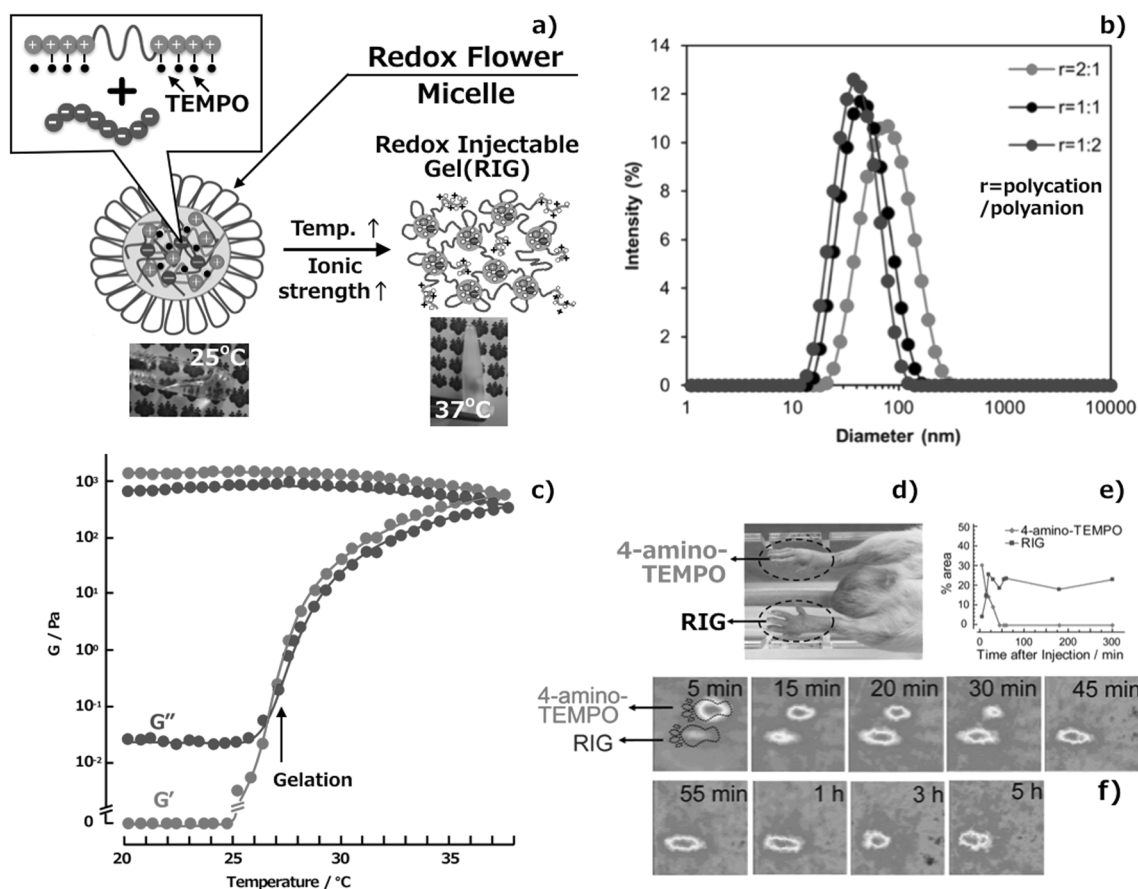 a)
TEMPO
Redox Flower
Micelle
Redox Injectable
Gel(RIG)
Temp. ↑
Ionic
strength ↑
25°C
37°C
b)
14
12
10
8
6
4
2
0
Intensity (%)
r=2:1
r=1:1
r=1:2
r=polycation
/polyanion
1 10 100 1000 10000
Diameter (nm)
c)
G / Pa
10³
10²
10¹
10⁰
10⁻¹
10⁻²
0
G″
G′
Gelation
20 25 30 35
Temperature / °C
d)
4-amino-
TEMPO
RIG
e)
% area
50
40
30
20
10
0
4-amino-TEMPO
RIG
0 100 200 300
Time after Injection / min
4-amino-
TEMPO
RIG
5 min 15 min 20 min 30 min 45 min
55 min 1 h 3 h 5 h
f)